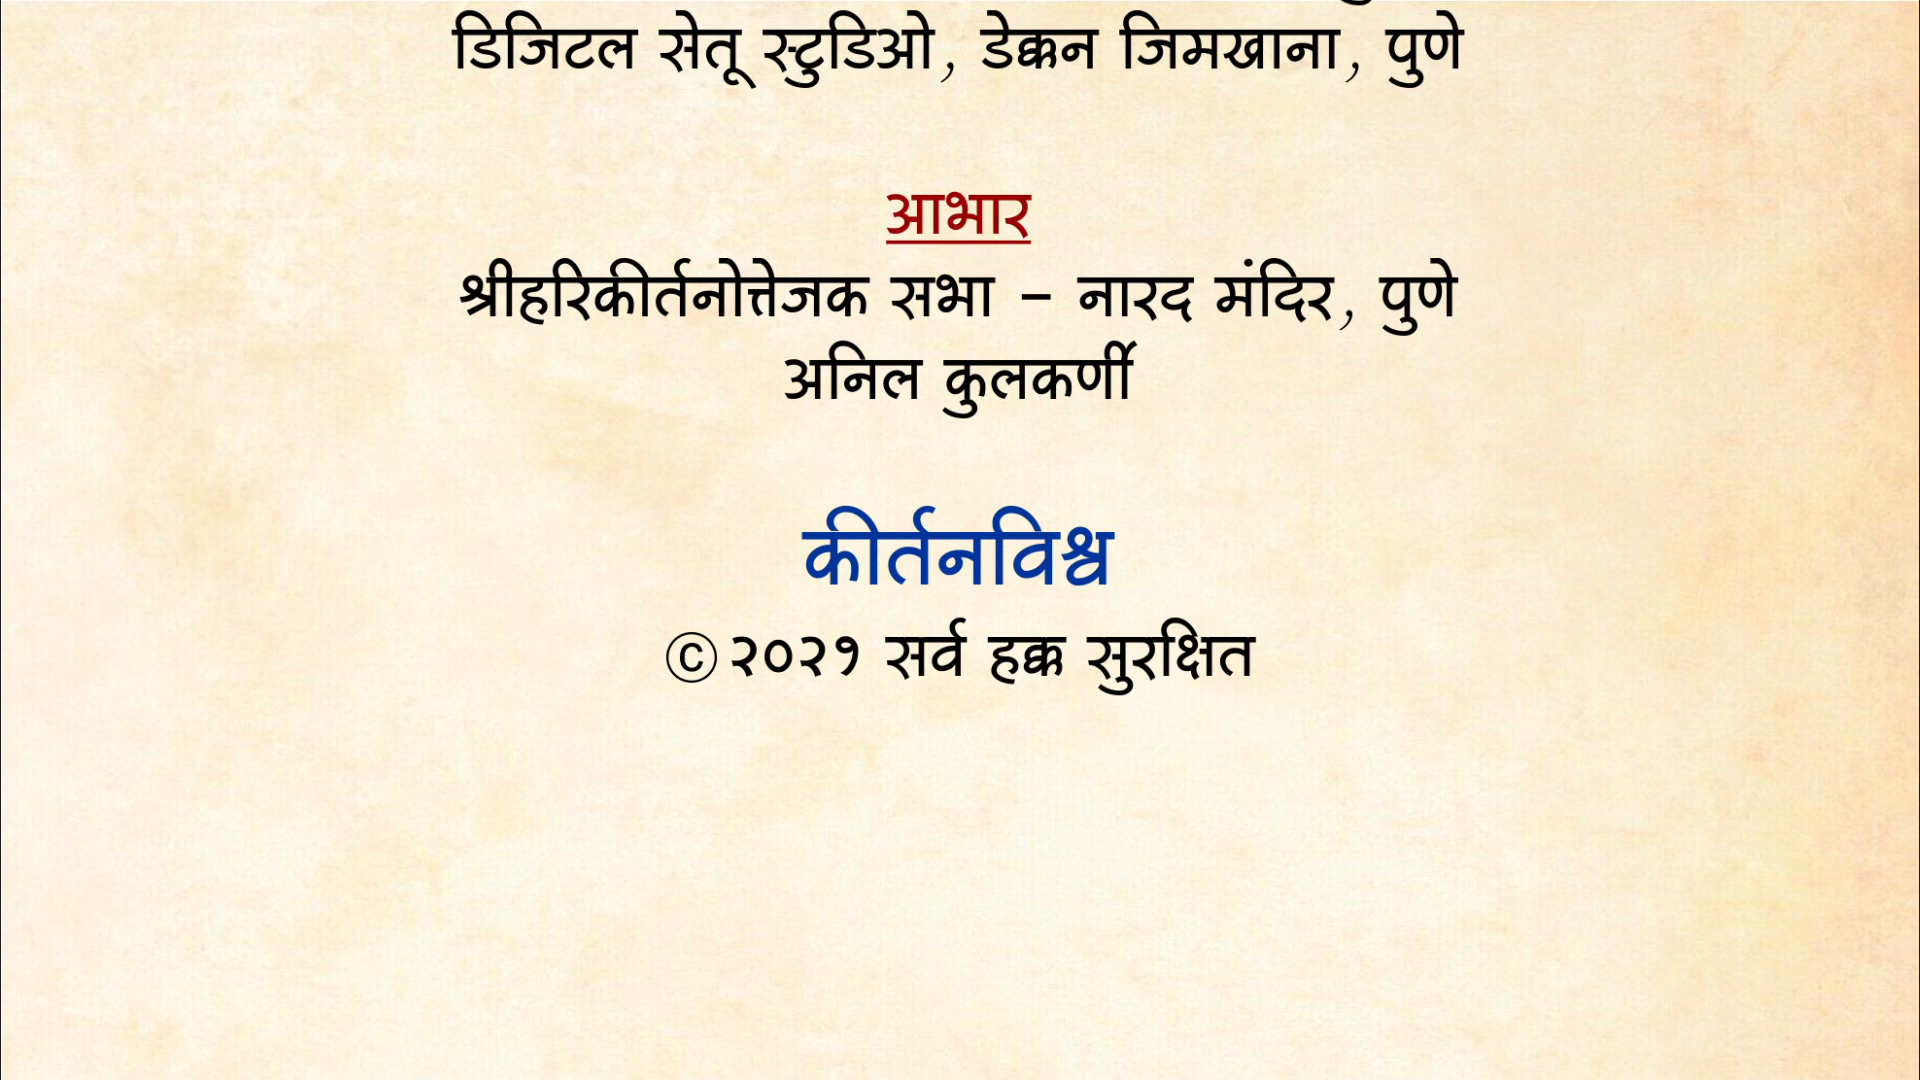 डिजिटल सेतू स्टुडिओ, डेक्कन जिमखाना, पुणे
आभार
श्रीहरिकीर्तनोत्तेजक सभा – नारद मंदिर, पुणे
अनिल कुलकर्णी
कीर्तनविश्व
©२०२१ सर्व हक्क सुरक्षित